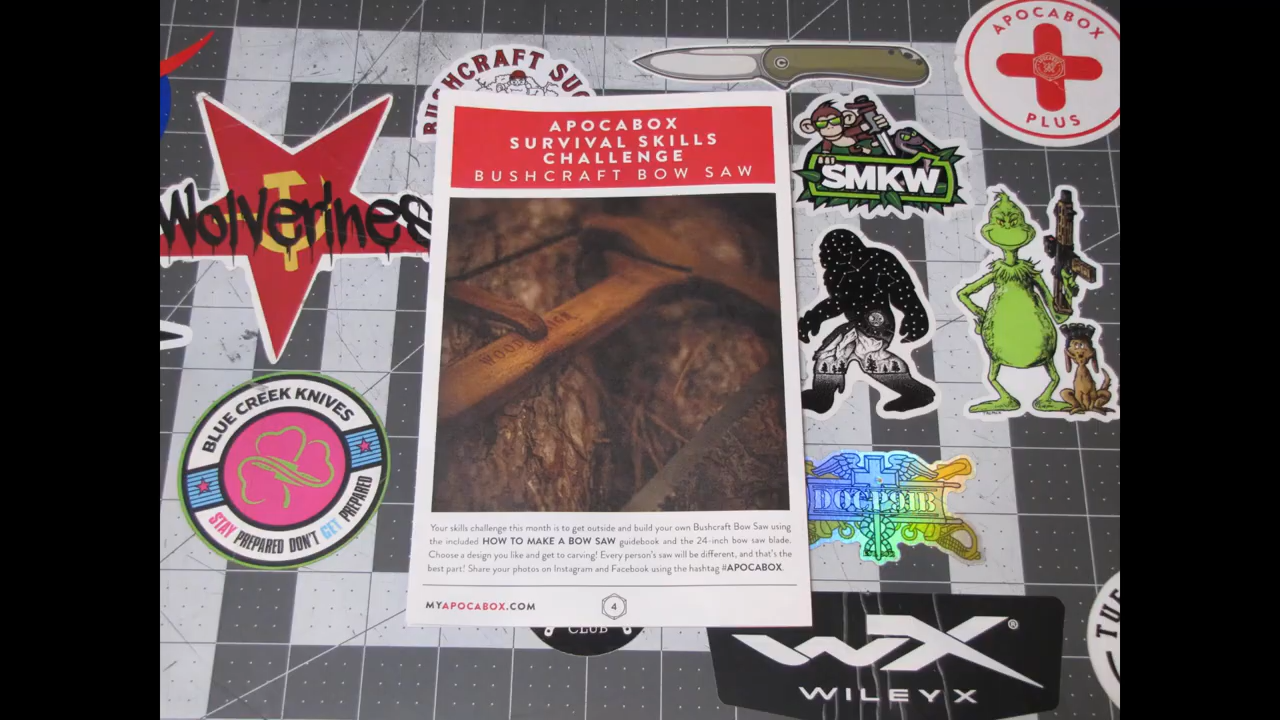 BUSHCRAFT
APOCABOX
PLUS
APOCABOX
SURVIVAL SKILLS
CHALLENGE
BUSHCRAFT BOW SAW
SMKW
Wolverines
BLUE CREEK KNIVES
STAY PREPARED DON'T GET PREPARED
Your skills challenge this month is to get outside and build your own Bushcraft Bow Saw using
the included HOW TO MAKE A BOW SAW guidebook and the 24-inch bow saw blade.
Choose a design you like and get to carving! Every person's saw will be different, and that's the
best part! Share your photos on Instagram and Facebook using the hashtag #APOCABOX.
MYAPOCABOX.COM
4
CLUB
WX®
WILEY X